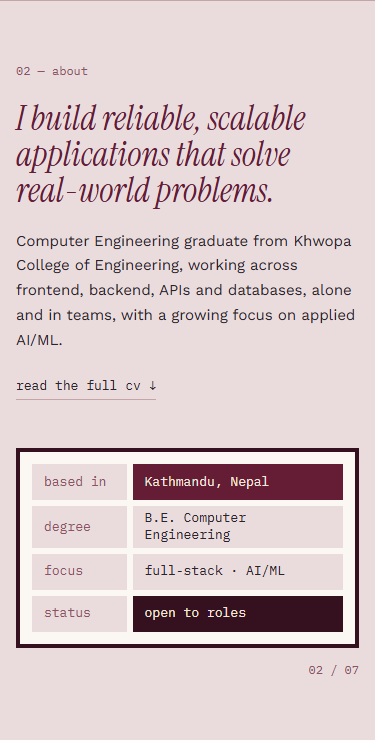 02 — about
I build reliable, scalable
applications that solve
real-world problems.
Computer Engineering graduate from Khwopa
College of Engineering, working across
frontend, backend, APIs and databases, alone
and in teams, with a growing focus on applied
AI/ML.
read the full cv ↓
based in
Kathmandu, Nepal
degree
B.E. Computer
Engineering
focus
full-stack · AI/ML
status
open to roles
02 / 07